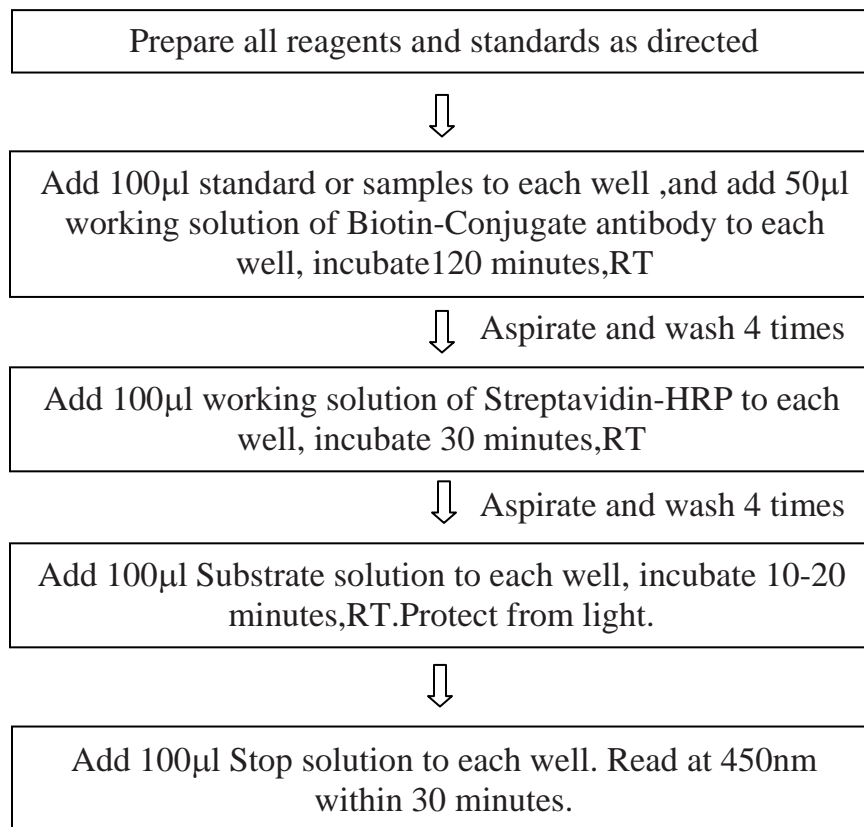 Prepare all reagents and standards as directed
Add 100μl standard or samples to each well ,and add 50μl
working solution of Biotin-Conjugate antibody to each
well, incubate120 minutes,RT
Aspirate and wash 4 times
Add 100μl working solution of Streptavidin-HRP to each
well, incubate 30 minutes,RT
Aspirate and wash 4 times
Add 100μl Substrate solution to each well, incubate 10-20
minutes,RT.Protect from light.
Add 100μl Stop solution to each well. Read at 450nm
within 30 minutes.